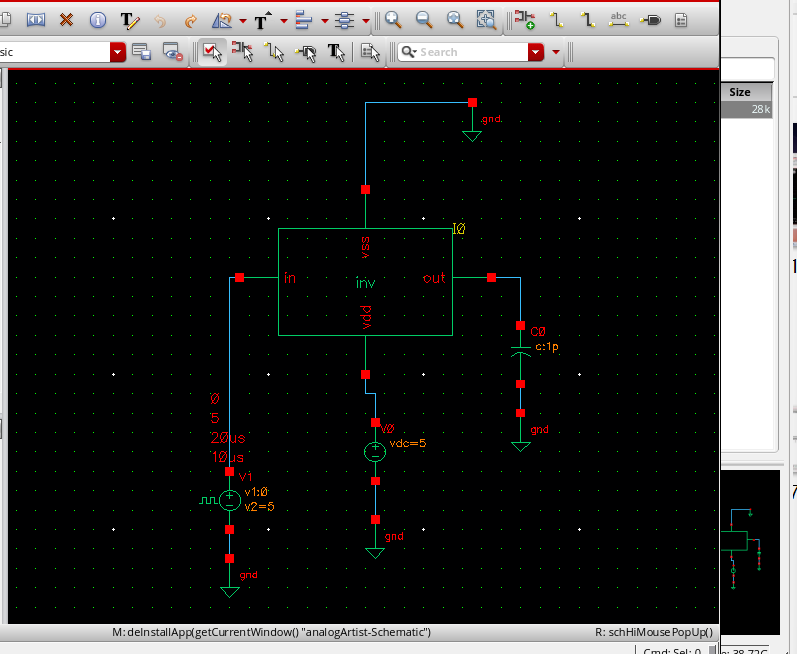 sic
Search
Size
28k
gnd
I0
vss
in
inv
out
vdd
C0
c:1p
0
5
20us
10us
V0
vdc=5
gnd
V1
v1:0
v2=5
gnd
gnd
M: deInstallApp(getCurrentWindow() "analogArtist-Schematic")
R: schHiMousePopUp()
Cmd: Sel: 0